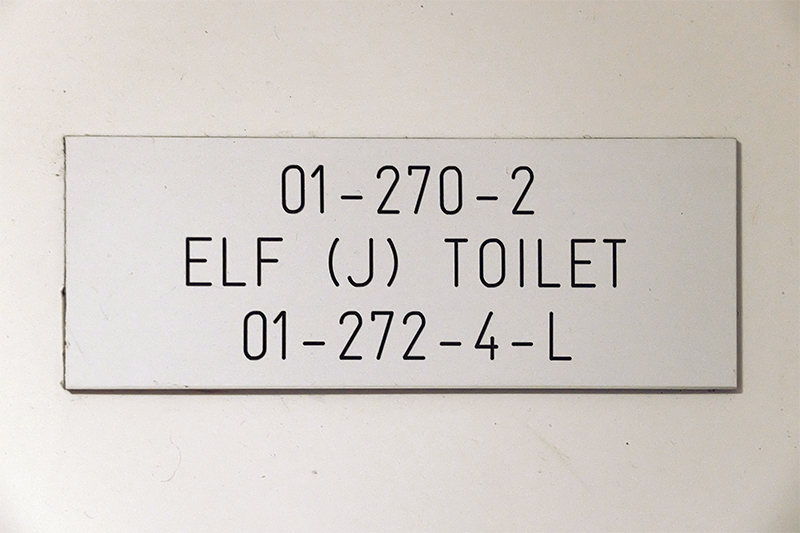 01-270-2
ELF (J) TOILET
01-272-4-L